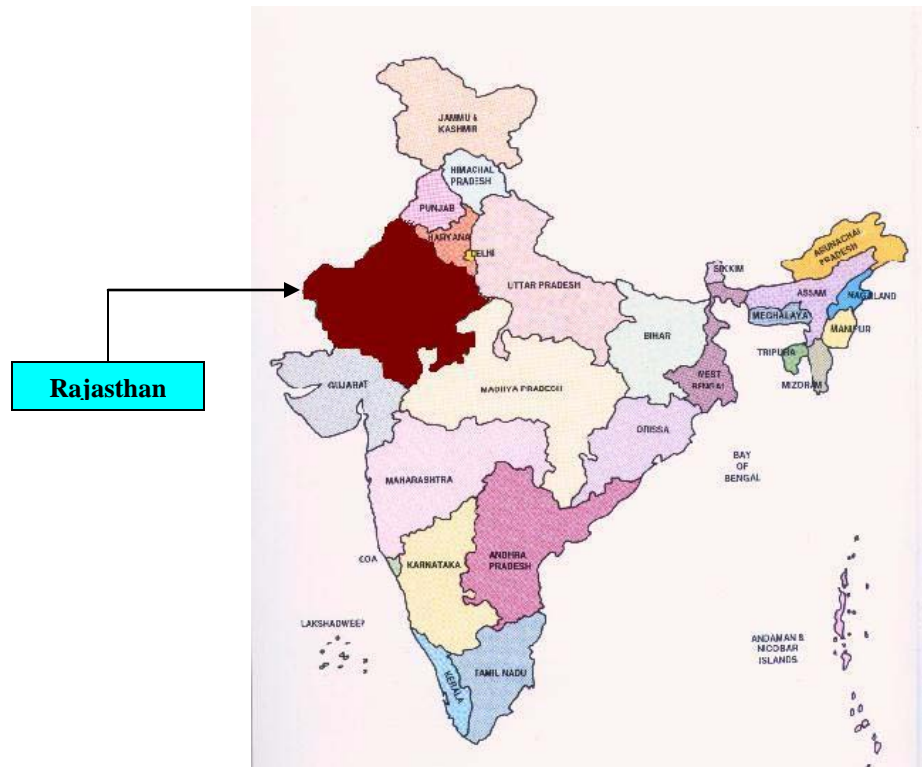 JAMMU &
KASHMIR
HIMACHAL
PRADESH
PUNJAB
HARYANA
DELHI
UTTAR PRADESH
SIKKIM
ARUNACHAL
PRADESH
ASSAM
NAGALAND
MEGHALAYA
MANIPUR
BIHAR
TRIPURA
WEST
BENGAL
MIZORAM
Rajasthan
GUJARAT
MADHYA PRADECH
ORISSA
BAY
OF
BENGAL
MAHARASHTRA
GOA
KARNATAKA
ANDHRA
PRADESH
LAKSHADWEEP
ANDAMAN &
NICOBAR
ISLANDS
KERALA
TAMIL NADU